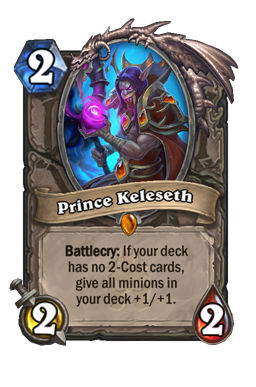 2
Prince Keleseth
Battlecry: If your deck
has no 2-Cost cards,
give all minions in
your deck +1/+1.
2
2